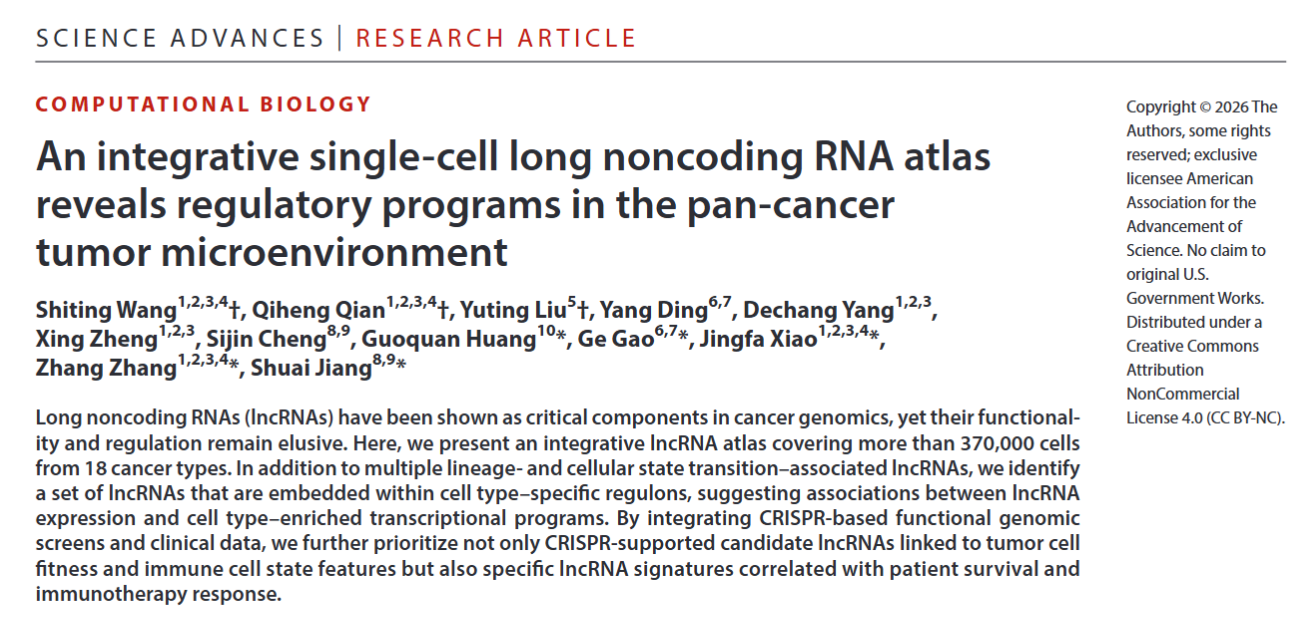 SCIENCE ADVANCES | RESEARCH ARTICLE
COMPUTATIONAL BIOLOGY
An integrative single-cell long noncoding RNA atlas
reveals regulatory programs in the pan-cancer
tumor microenvironment
Shiting Wang1,2,3,4†, Qiheng Qian1,2,3,4†, Yuting Liu5†, Yang Ding6,7, Dechang Yang1,2,3,
Xing Zheng1,2,3, Sijin Cheng8,9, Guoquan Huang10*, Ge Gao6,7*, Jingfa Xiao1,2,3,4*,
Zhang Zhang1,2,3,4*, Shuai Jiang8,9*
Long noncoding RNAs (lncRNAs) have been shown as critical components in cancer genomics, yet their functional-
ity and regulation remain elusive. Here, we present an integrative lncRNA atlas covering more than 370,000 cells
from 18 cancer types. In addition to multiple lineage- and cellular state transition–associated lncRNAs, we identify
a set of lncRNAs that are embedded within cell type–specific regulons, suggesting associations between lncRNA
expression and cell type–enriched transcriptional programs. By integrating CRISPR-based functional genomic
screens and clinical data, we further prioritize not only CRISPR-supported candidate lncRNAs linked to tumor cell
fitness and immune cell state features but also specific lncRNA signatures correlated with patient survival and
immunotherapy response.
Copyright © 2026 The
Authors, some rights
reserved; exclusive
licensee American
Association for the
Advancement of
Science. No claim to
original U.S.
Government Works.
Distributed under a
Creative Commons
Attribution
NonCommercial
License 4.0 (CC BY-NC).